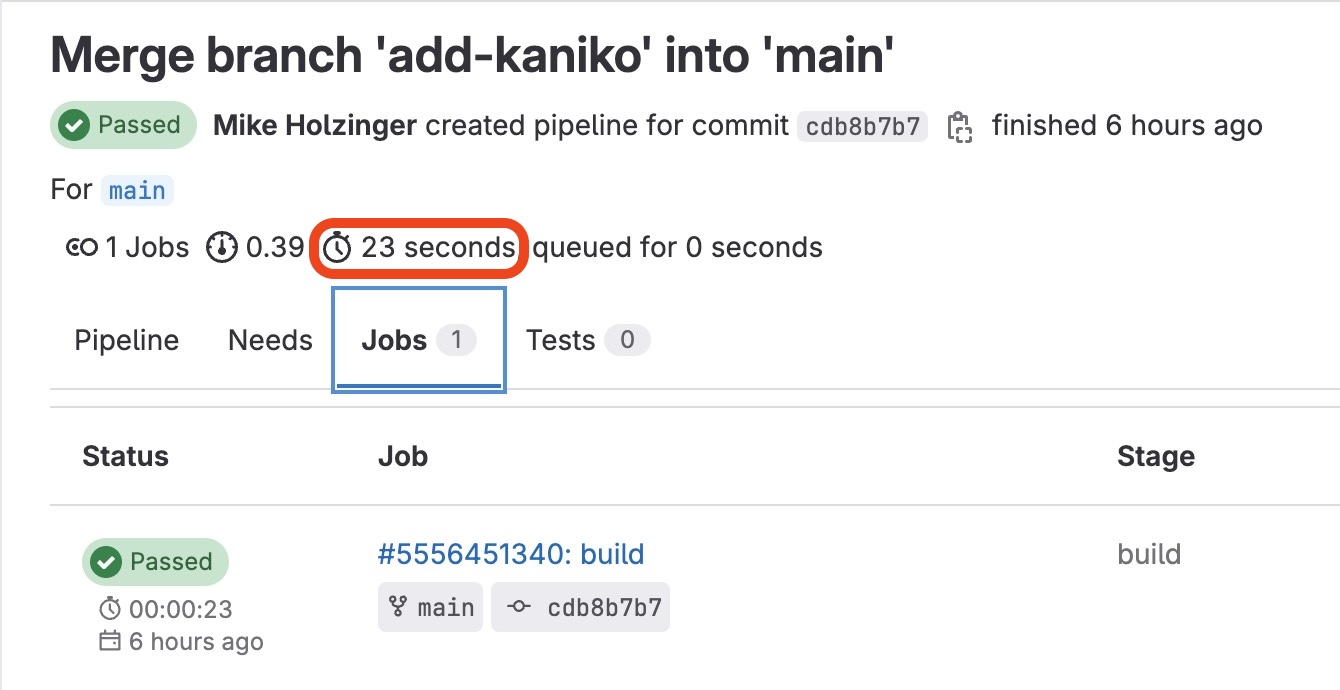 Merge branch 'add-kaniko' into 'main'
Passed Mike Holzinger created pipeline for commit cdb8b7b7 finished 6 hours ago
For main
1 Jobs 0.39 23 seconds queued for 0 seconds
Pipeline Needs Jobs 1 Tests 0
Status Job Stage
Passed #5556451340: build build
00:00:23 main cdb8b7b7
6 hours ago